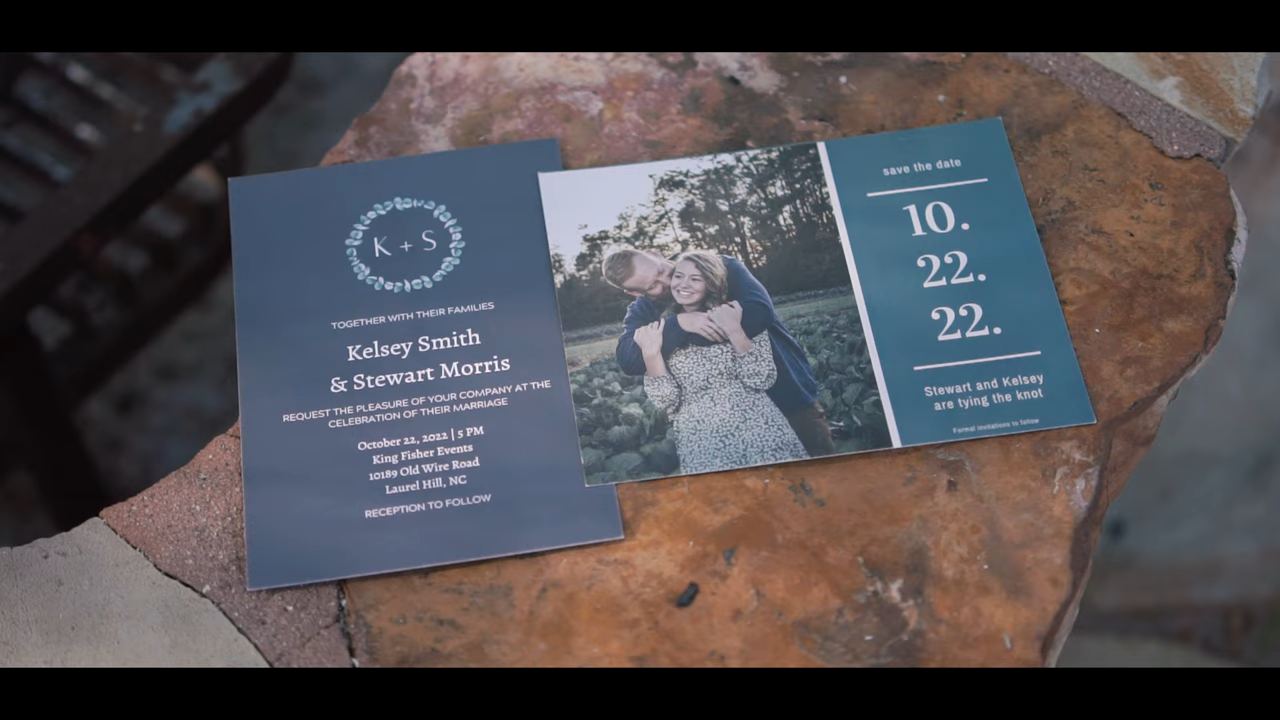 K + S
TOGETHER WITH THEIR FAMILIES
Kelsey Smith
& Stewart Morris
REQUEST THE PLEASURE OF YOUR COMPANY AT THE
CELEBRATION OF THEIR MARRIAGE
October 22, 2022 | 5 PM
King Fisher Events
10189 Old Wire Road
Laurel Hill, NC
RECEPTION TO FOLLOW
save the date
10.
22.
22.
Stewart and Kelsey
are tying the knot
Formal invitations to follow